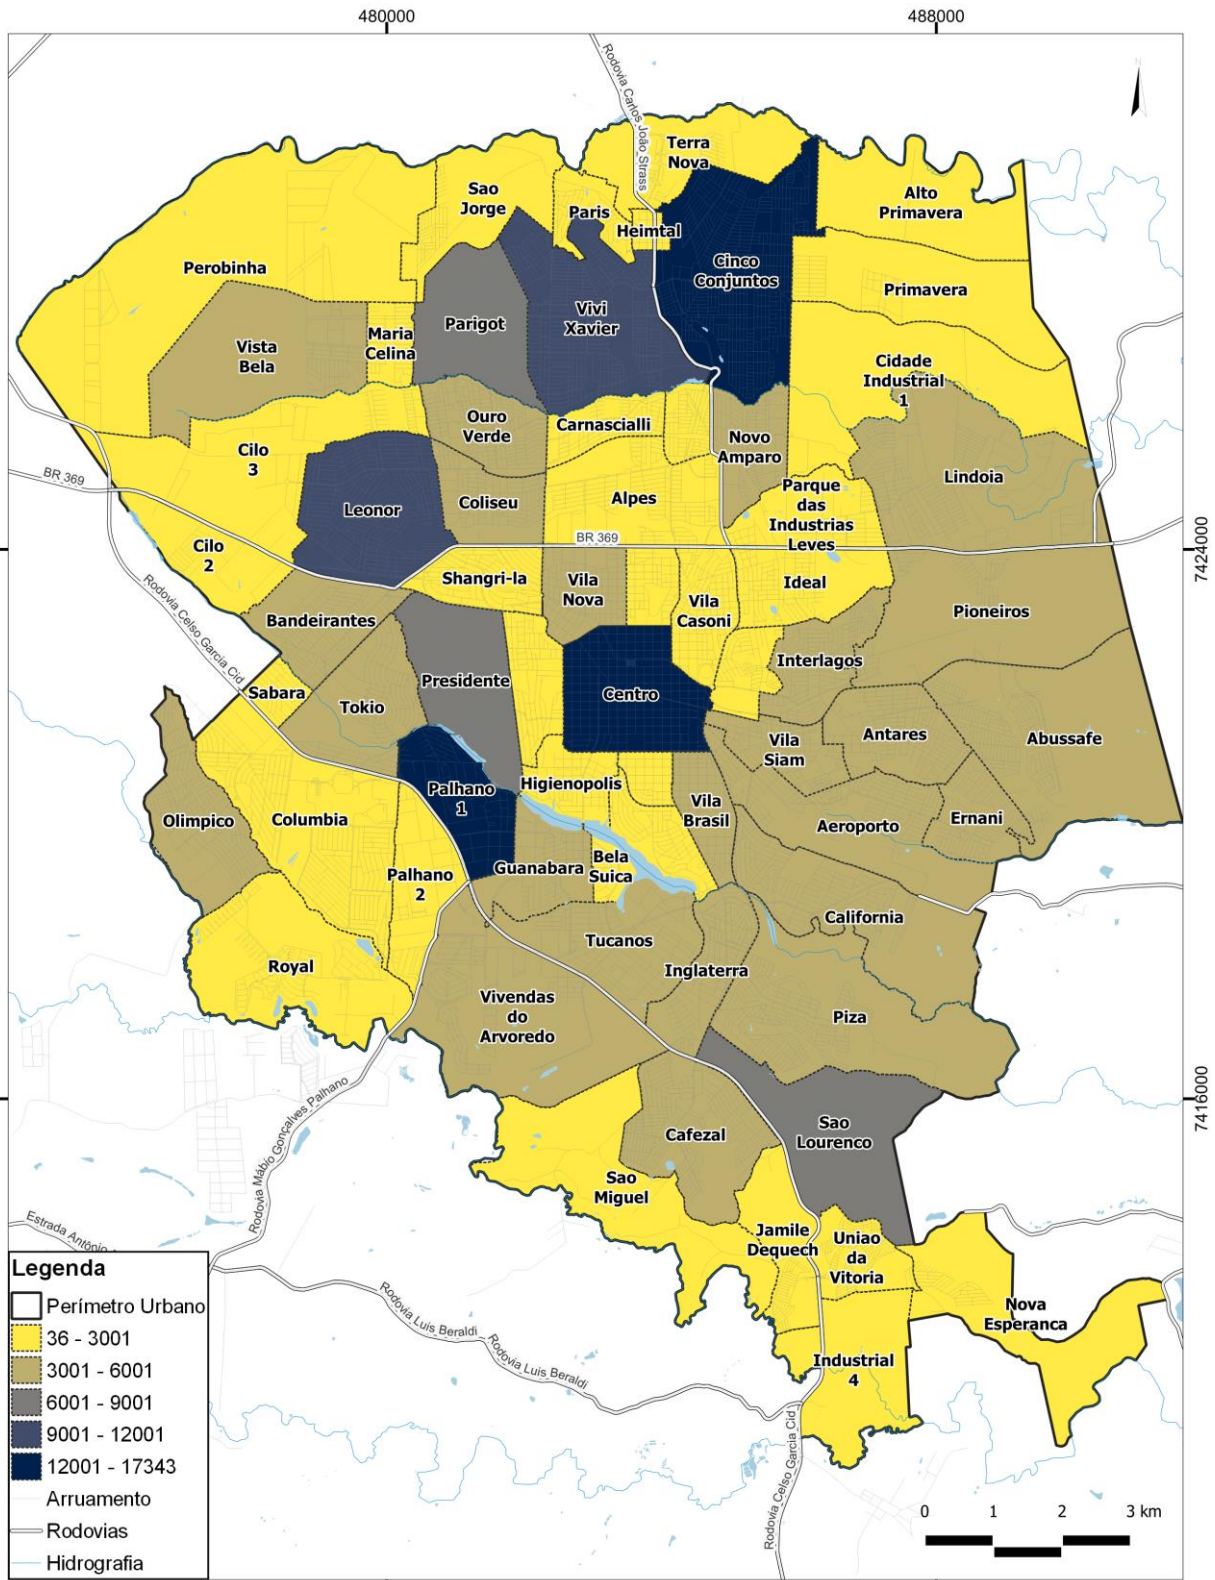 480000
488000
N
Rodovia Carlos João Strass
Terra
Nova
Alto
Primavera
Sao
Jorge
Paris
Heimtal
Perobinha
Cinco
Conjuntos
Primavera
Vivi
Xavier
Parigot
Maria
Celina
Vista
Bela
Cidade
Industrial
1
Ouro
Verde
Carnascialli
Novo
Amparo
Cilo
3
BR 369
Lindoia
Leonor
Coliseu
Alpes
Parque
das
Industrias
Leves
BR 369
7424000
Cilo
2
Shangri-la
Vila
Nova
Ideal
Vila
Casoni
Rodovia Celso Garcia Cid
Bandeirantes
Pioneiros
Interlagos
Presidente
Sabara
Tokio
Centro
Vila
Siam
Antares
Abussafe
Higienopolis
Palhano
1
Vila
Brasil
Olimpico
Columbia
Aeroporto
Ernani
Guanabara
Bela
Suica
Palhano
2
California
Tucanos
Royal
Inglaterra
Vivendas
do
Arvoredo
Piza
Rodovia Mábio Gonçalves Palhano
7416000
Cafezal
Sao
Lourenco
Sao
Miguel
Jamile
Dequech
Uniao
da
Vitoria
Estrada Antônio
Nova
Esperanca
Rodovia Luis Beraldi
Rodovia Luis Beraldi
Industrial
4
Rodovia Celso Garcia Cid
Legenda
Perímetro Urbano
36 - 3001
3001 - 6001
6001 - 9001
9001 - 12001
12001 - 17343
Arruamento
Rodovias
Hidrografia
0 1 2 3 km